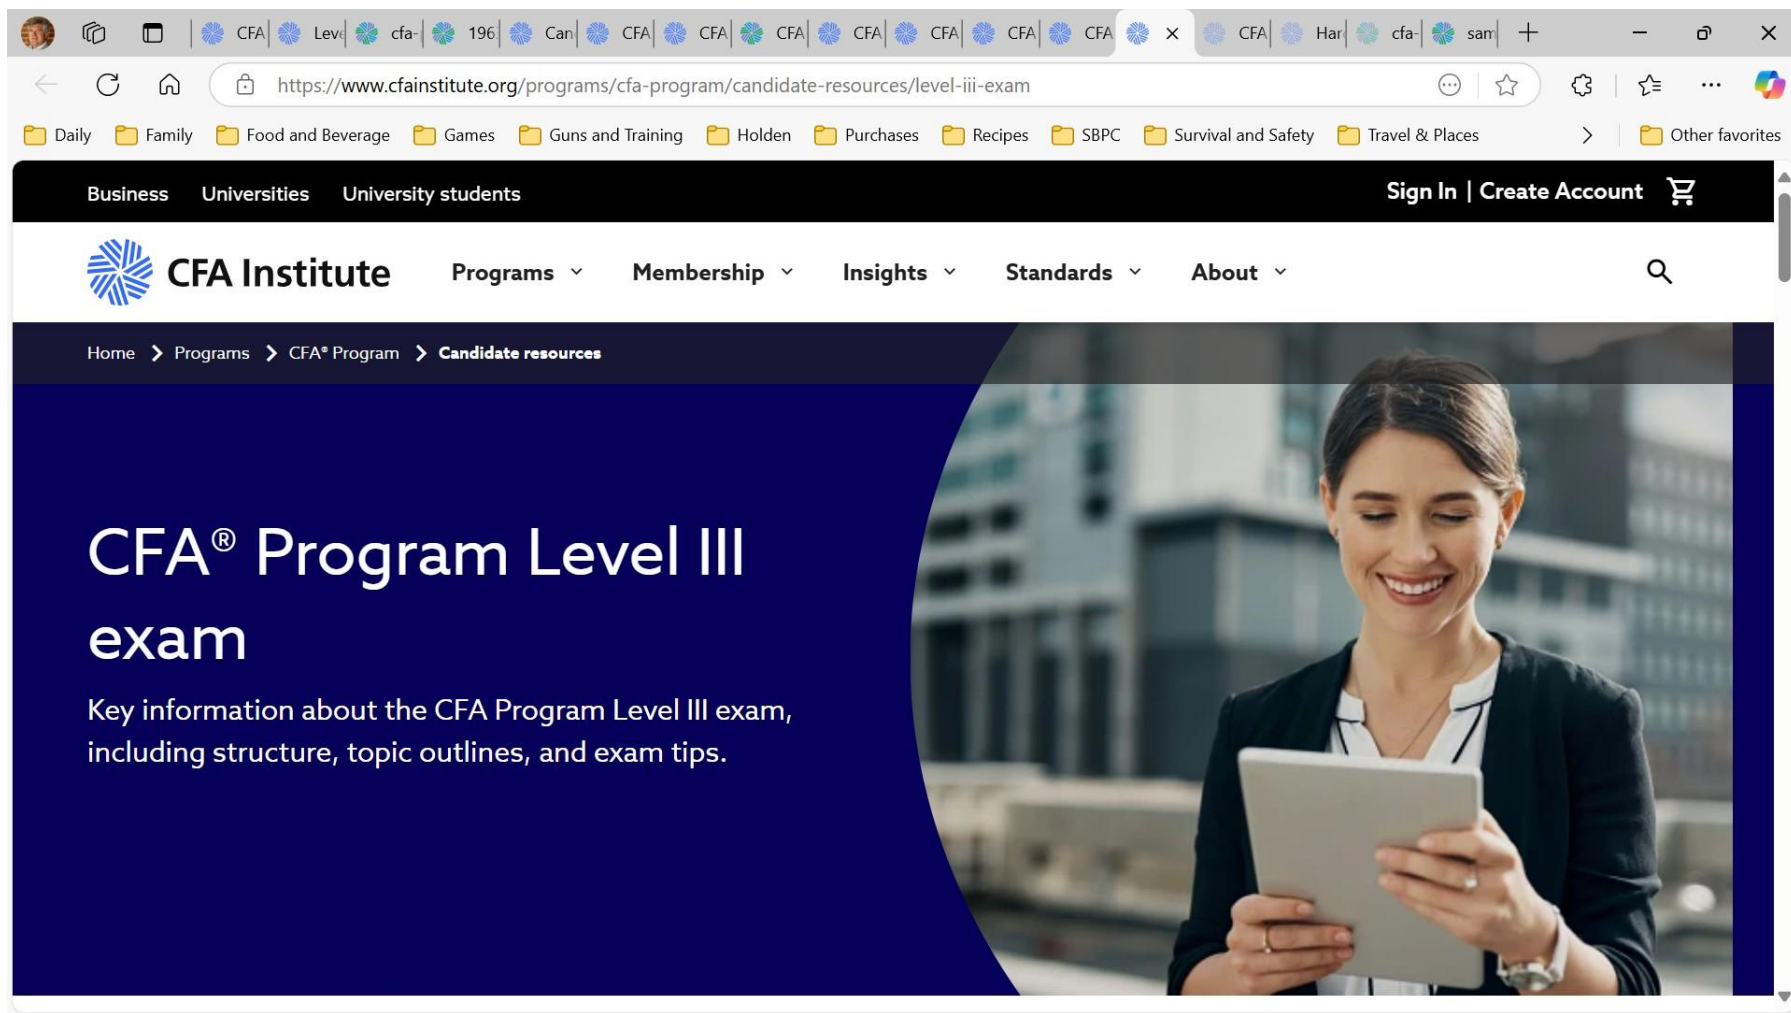 CFA Leve cfa- 196 Can CFA CFA CFA CFA CFA CFA CFA CFA Har cfa- sam
https://www.cfainstitute.org/programs/cfa-program/candidate-resources/level-iii-exam
Daily Family Food and Beverage Games Guns and Training Holden Purchases Recipes SBPC Survival and Safety Travel & Places Other favorites
Business Universities University students Sign In | Create Account
CFA Institute Programs Membership Insights Standards About
Home Programs CFA® Program Candidate resources
CFA® Program Level III
exam
Key information about the CFA Program Level III exam,
including structure, topic outlines, and exam tips.